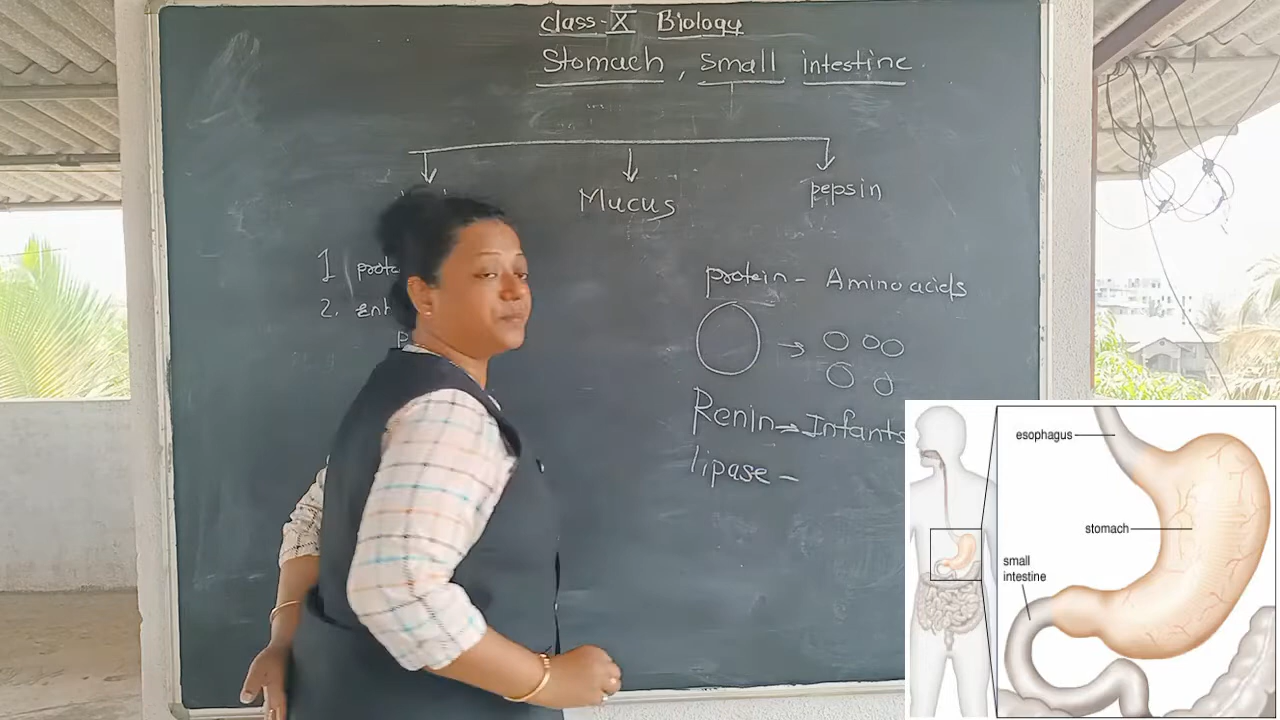 class-X Biology
Stomach, small intestine.
Mucus
pepsin
1 prote
2. enh
p
protein - Amino acids
Renin → Infants
lipase -
esophagus
stomach
small
intestine